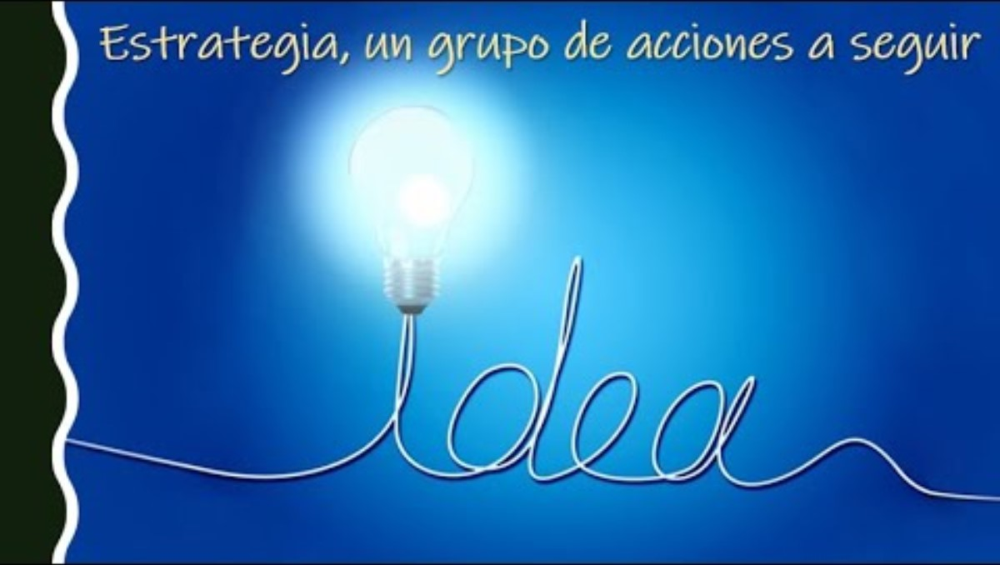 Estrategia, un grupo de acciones a seguir
idea